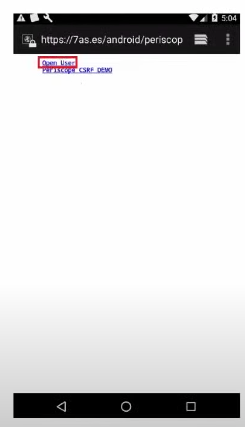 5:04
https://7as.es/android/periscop
Open User
Periscope CSRF DEMO